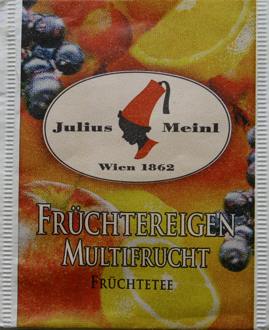 Julius Meinl
Wien 1862
FRÜCHTEREIGEN
MULTIFRUCHT
FRÜCHTETEE